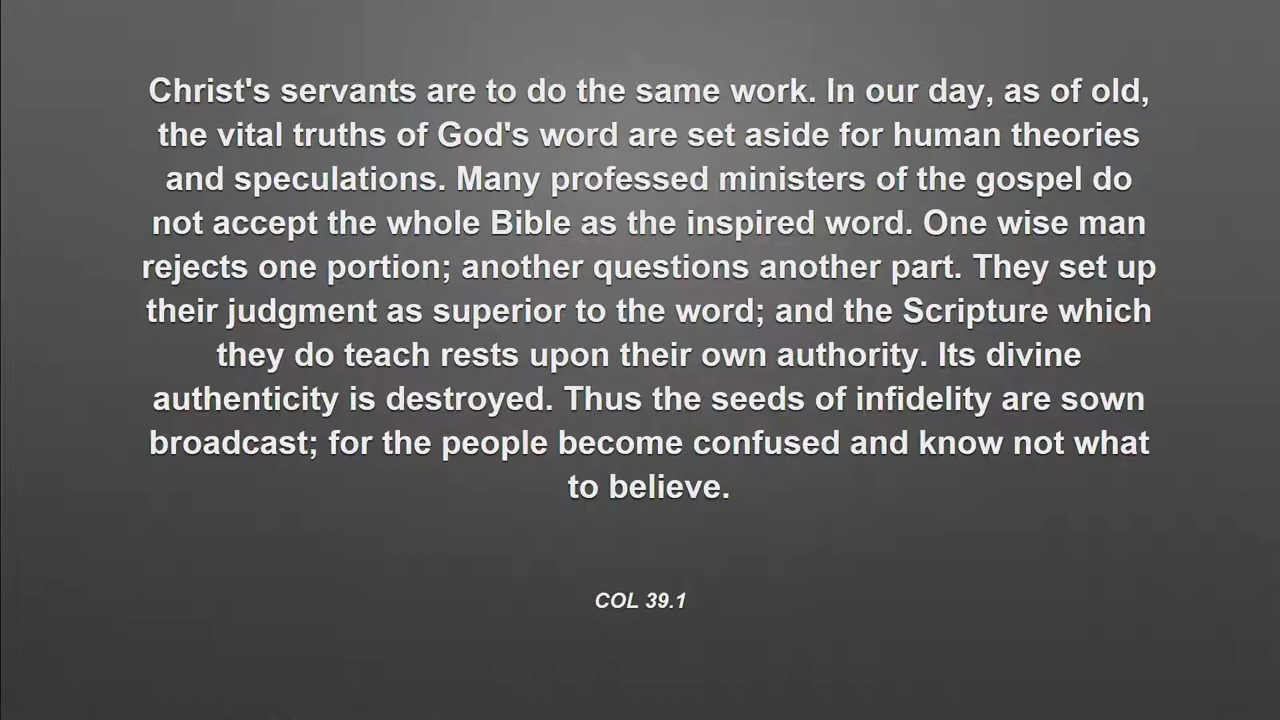 Christ's servants are to do the same work. In our day, as of old,
the vital truths of God's word are set aside for human theories
and speculations. Many professed ministers of the gospel do
not accept the whole Bible as the inspired word. One wise man
rejects one portion; another questions another part. They set up
their judgment as superior to the word; and the Scripture which
they do teach rests upon their own authority. Its divine
authenticity is destroyed. Thus the seeds of infidelity are sown
broadcast; for the people become confused and know not what
to believe.
COL 39.1